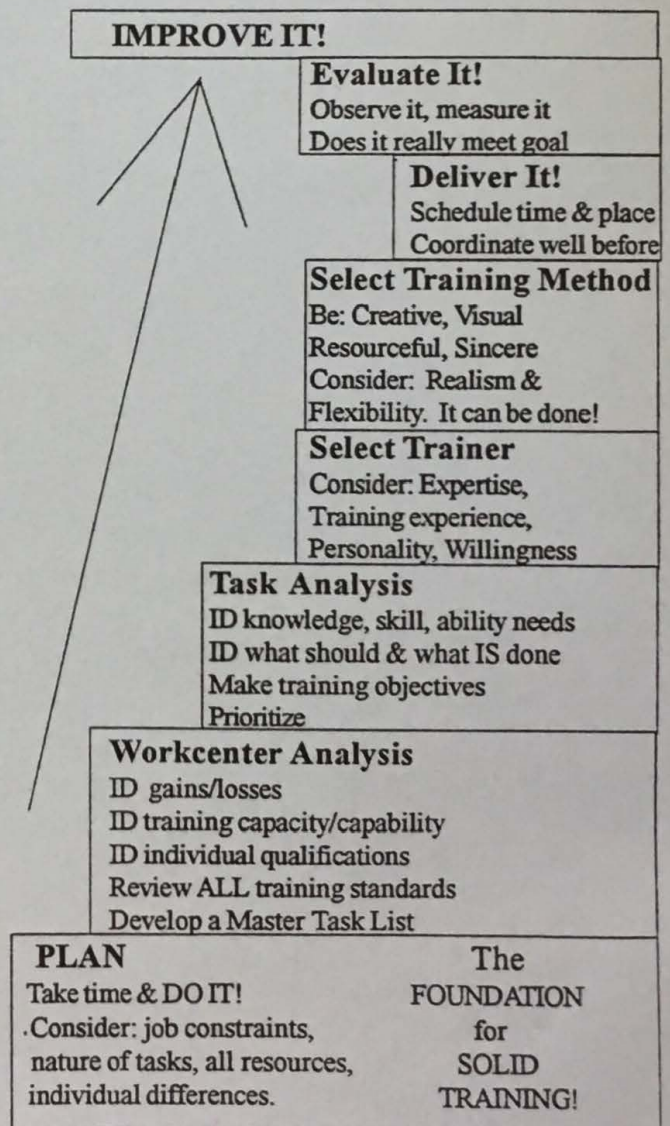 IMPROVE IT!
Evaluate It!
Observe it, measure it
Does it really meet goal
Deliver It!
Schedule time & place
Coordinate well before
Select Training Method
Be: Creative, Visual
Resourceful, Sincere
Consider: Realism &
Flexibility. It can be done!
Select Trainer
Consider: Expertise,
Training experience,
Personality, Willingness
Task Analysis
ID knowledge, skill, ability needs
ID what should & what IS done
Make training objectives
Prioritize
Workcenter Analysis
ID gains/losses
ID training capacity/capability
ID individual qualifications
Review ALL training standards
Develop a Master Task List
PLAN
Take time & DO IT!
Consider: job constraints,
nature of tasks, all resources,
individual differences.
The
FOUNDATION
for
SOLID
TRAINING!